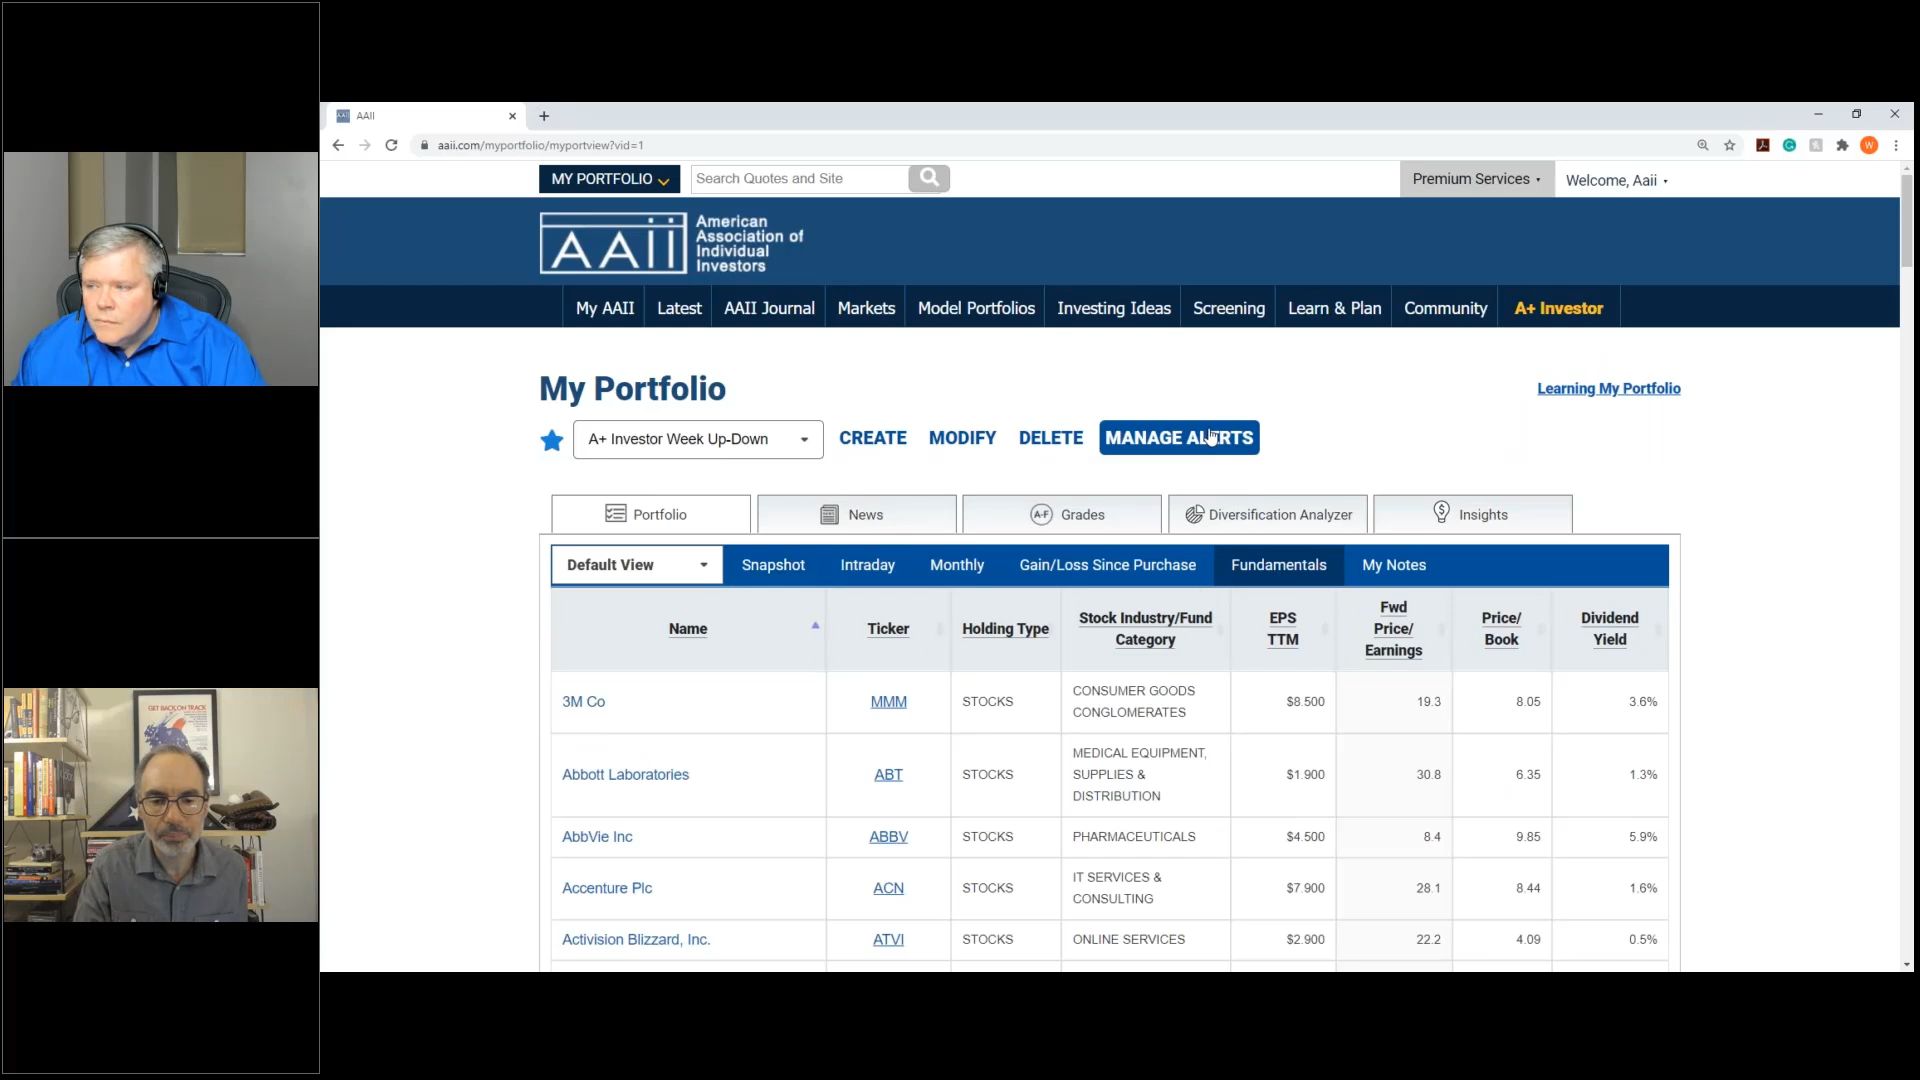 AAII
aaii.com/myportfolio/myportview?vid=1
W
MY PORTFOLIO
Search Quotes and Site
Premium Services
Welcome, Aaii
AAii
American
Association of
Individual
Investors
My AAII
Latest
AAII Journal
Markets
Model Portfolios
Investing Ideas
Screening
Learn & Plan
Community
A+ Investor
My Portfolio
Learning My Portfolio
A+ Investor Week Up-Down
CREATE
MODIFY
DELETE
MANAGE ALERTS
Portfolio
News
A-F Grades
Diversification Analyzer
Insights
Default View
Snapshot
Intraday
Monthly
Gain/Loss Since Purchase
Fundamentals
My Notes
Name
Ticker
Holding Type
Stock Industry/Fund
Category
EPS
TTM
Fwd
Price/
Earnings
Price/
Book
Dividend
Yield
3M Co
MMM
STOCKS
CONSUMER GOODS
CONGLOMERATES
$8.500
19.3
8.05
3.6%
Abbott Laboratories
ABT
STOCKS
MEDICAL EQUIPMENT,
SUPPLIES &
DISTRIBUTION
$1.900
30.8
6.35
1.3%
AbbVie Inc
ABBV
STOCKS
PHARMACEUTICALS
$4.500
8.4
9.85
5.9%
Accenture Plc
ACN
STOCKS
IT SERVICES &
CONSULTING
$7.900
28.1
8.44
1.6%
Activision Blizzard, Inc.
ATVI
STOCKS
ONLINE SERVICES
$2.900
22.2
4.09
0.5%
GET BACK ON TRACK